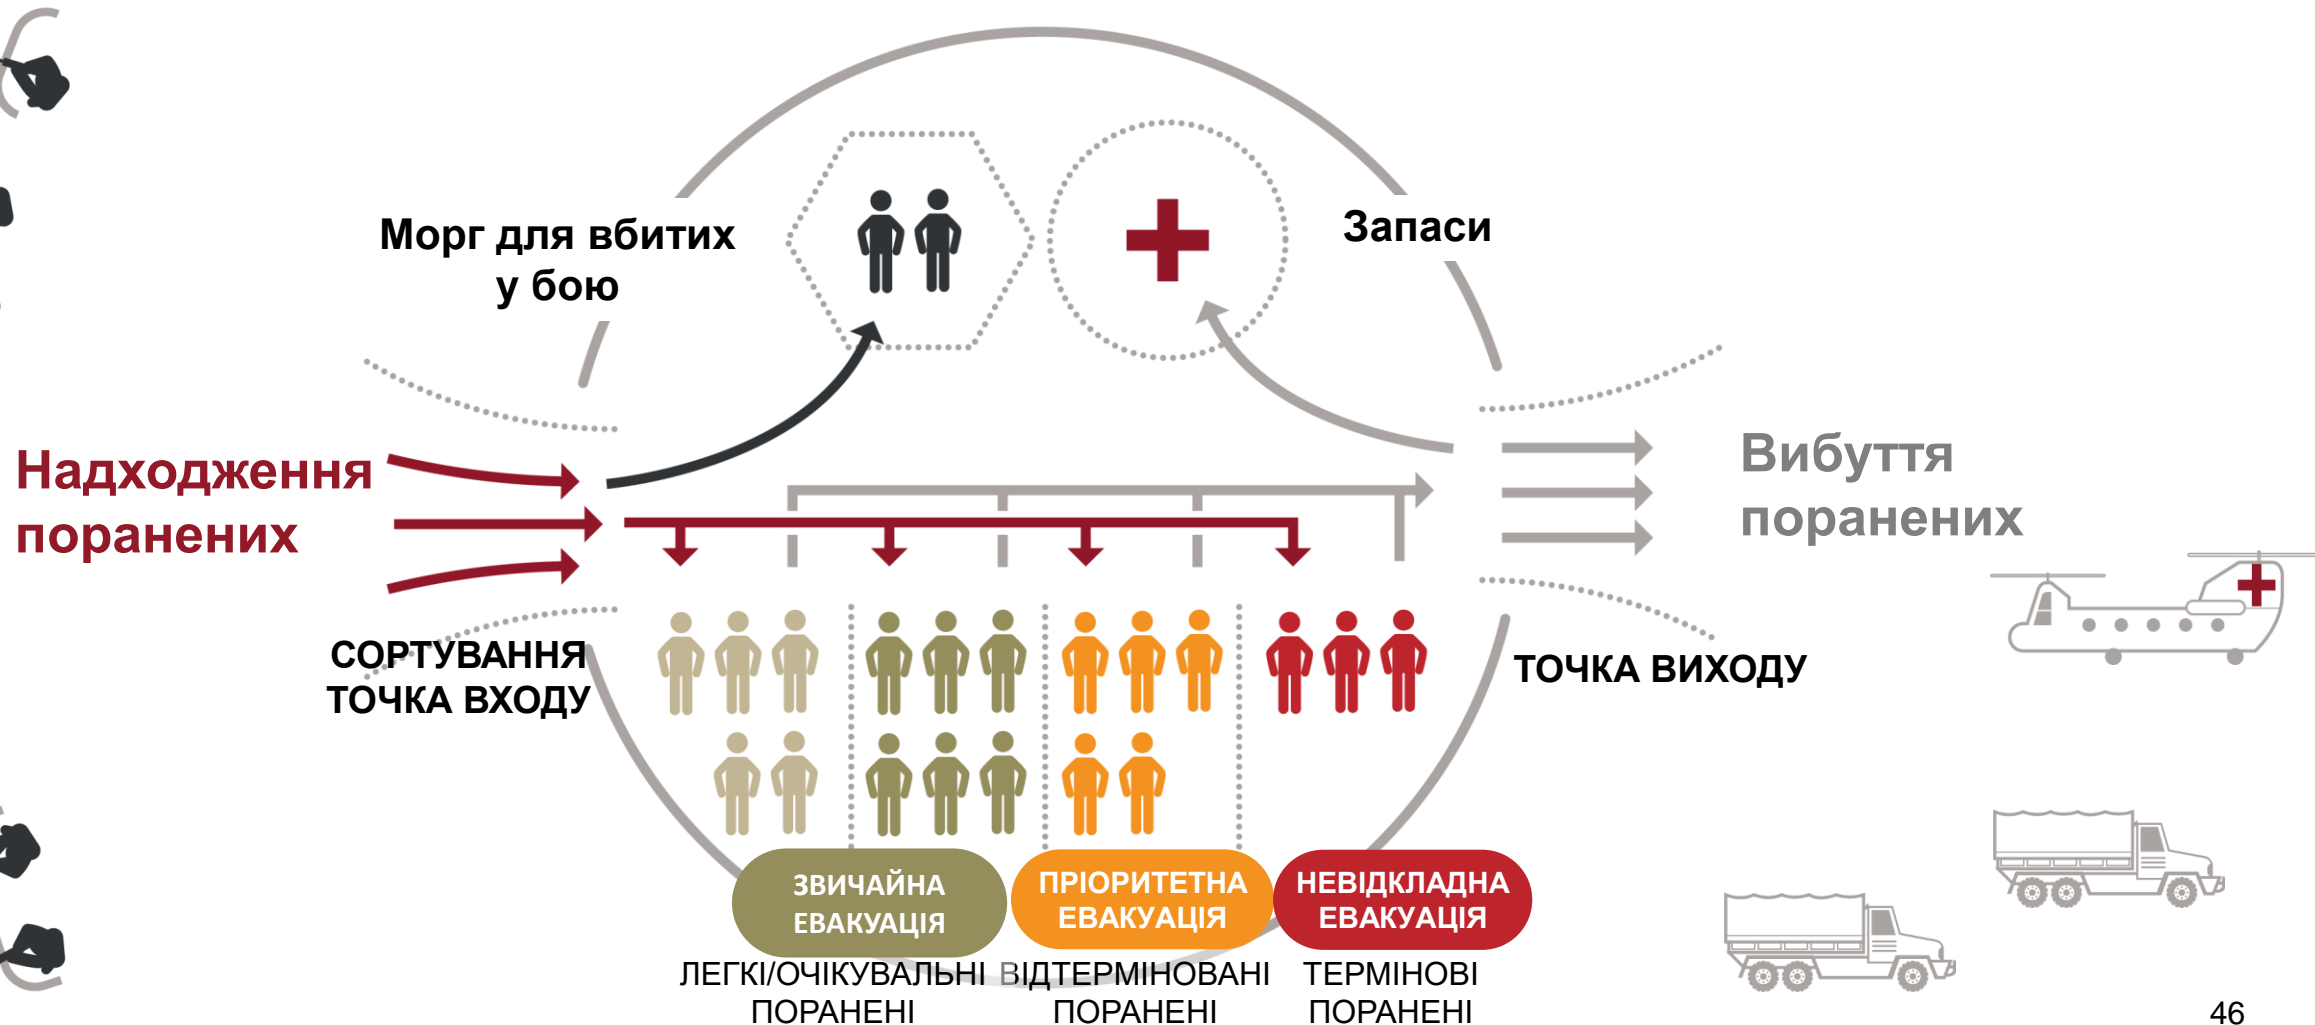 Морг для вбитих
у бою
Запаси
Надходження
поранених
Вибуття
поранених
СОРТУВАННЯ
ТОЧКА ВХОДУ
ТОЧКА ВИХОДУ
ЗВИЧАЙНА
ЕВАКУАЦІЯ
ПРІОРИТЕТНА
ЕВАКУАЦІЯ
НЕВІДКЛАДНА
ЕВАКУАЦІЯ
ЛЕГКІ/ОЧІКУВАЛЬНІ
ПОРАНЕНІ
ВІДТЕРМІНОВАНІ
ПОРАНЕНІ
ТЕРМІНОВІ
ПОРАНЕНІ
46